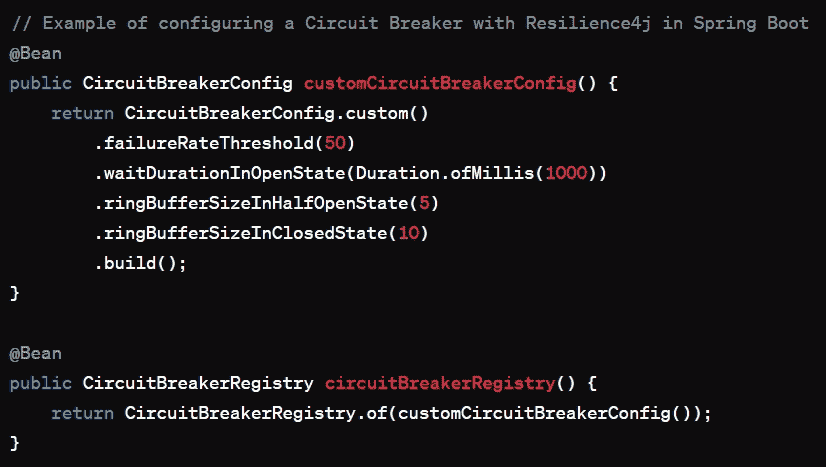 // Example of configuring a Circuit Breaker with Resilience4j in Spring Boot
@Bean
public CircuitBreakerConfig customCircuitBreakerConfig() {
    return CircuitBreakerConfig.custom()
        .failureRateThreshold(50)
        .waitDurationInOpenState(Duration.ofMillis(1000))
        .ringBufferSizeInHalfOpenState(5)
        .ringBufferSizeInClosedState(10)
        .build();
}
@Bean
public CircuitBreakerRegistry circuitBreakerRegistry() {
    return CircuitBreakerRegistry.of(customCircuitBreakerConfig());
}